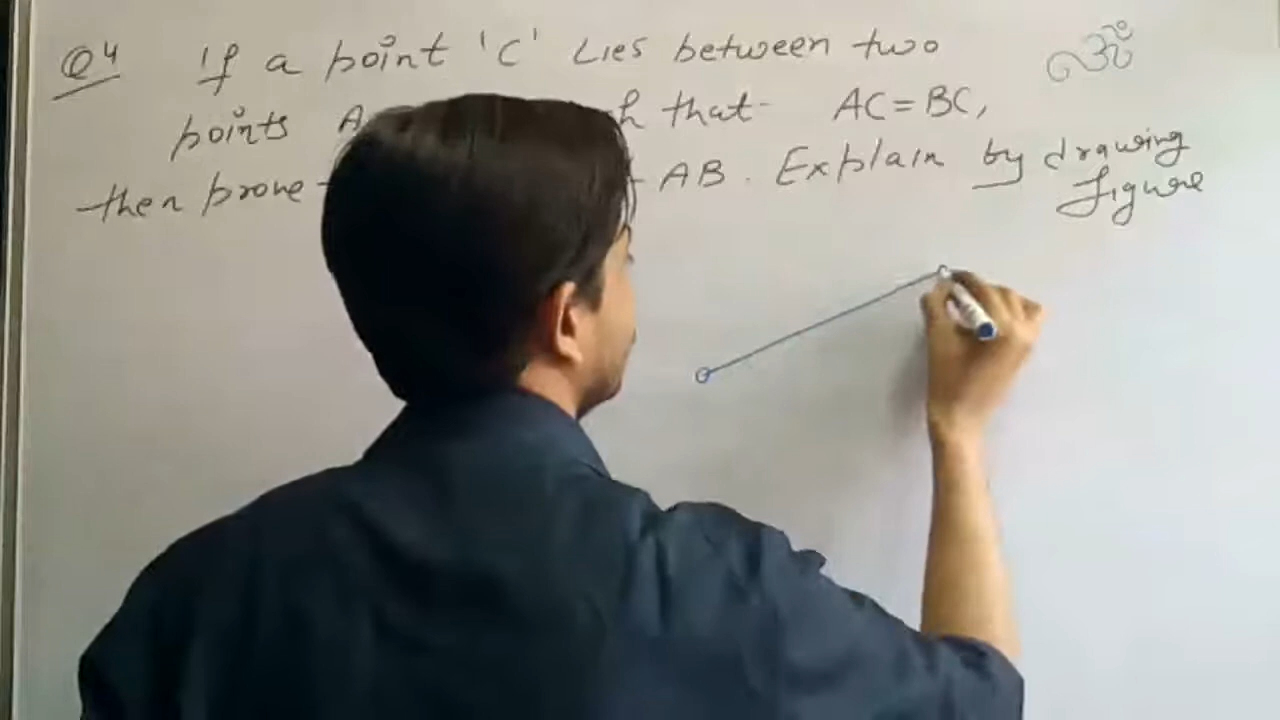 Q4 If a point 'C' Lies between two
points A that AC = BC,
then prove AB. Explain by drawing
figure
ॐ